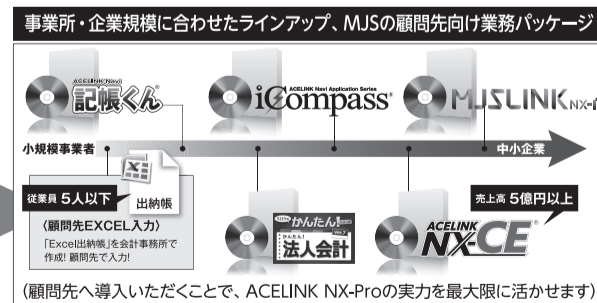 事業所・企業規模に合わせたラインアップ、MJSの顧問先向け業務パッケージ
ACELINK Navi
記帳くん®
ACELINK Navi Application Series
iCompass®
MJSLINK NX-
小規模事業者
中小企業
従業員 5人以下
出納帳
〈顧問先EXCEL入力〉
「Excel出納帳」を会計事務所で
作成! 顧問先で入力!
かんたん!
かんたん!
法人会計
売上高 5億円以上
ACELINK
NX-CE®
(顧問先へ導入いただくことで、ACELINK NX-Proの実力を最大限に活かせます)